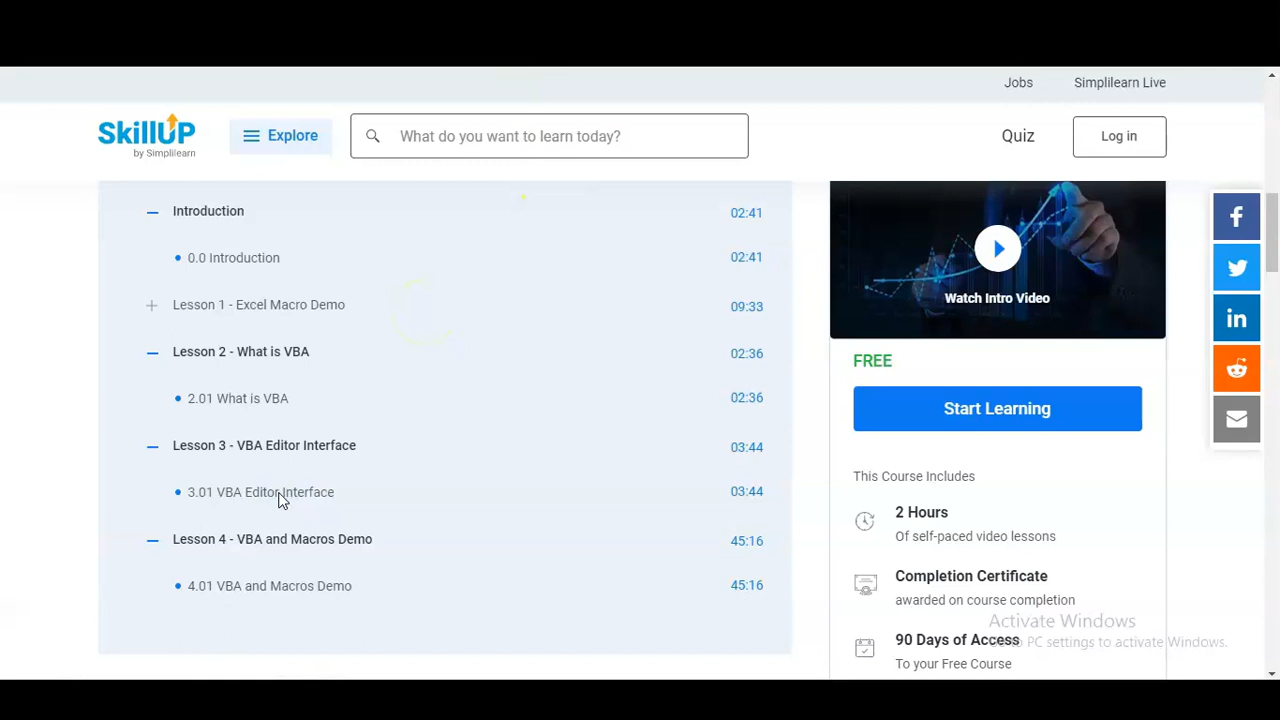 Jobs
Simplilearn Live
SkillUP
by Simplilearn
Explore
What do you want to learn today?
Quiz
Log in
Introduction 02:41
0.0 Introduction 02:41
Lesson 1 - Excel Macro Demo 09:33
Lesson 2 - What is VBA 02:36
2.01 What is VBA 02:36
Lesson 3 - VBA Editor Interface 03:44
3.01 VBA Editor Interface 03:44
Lesson 4 - VBA and Macros Demo 45:16
4.01 VBA and Macros Demo 45:16
Watch Intro Video
FREE
Start Learning
This Course Includes
2 Hours
Of self-paced video lessons
Completion Certificate
awarded on course completion
90 Days of Access
To your Free Course
Activate Windows
Go to PC settings to activate Windows.